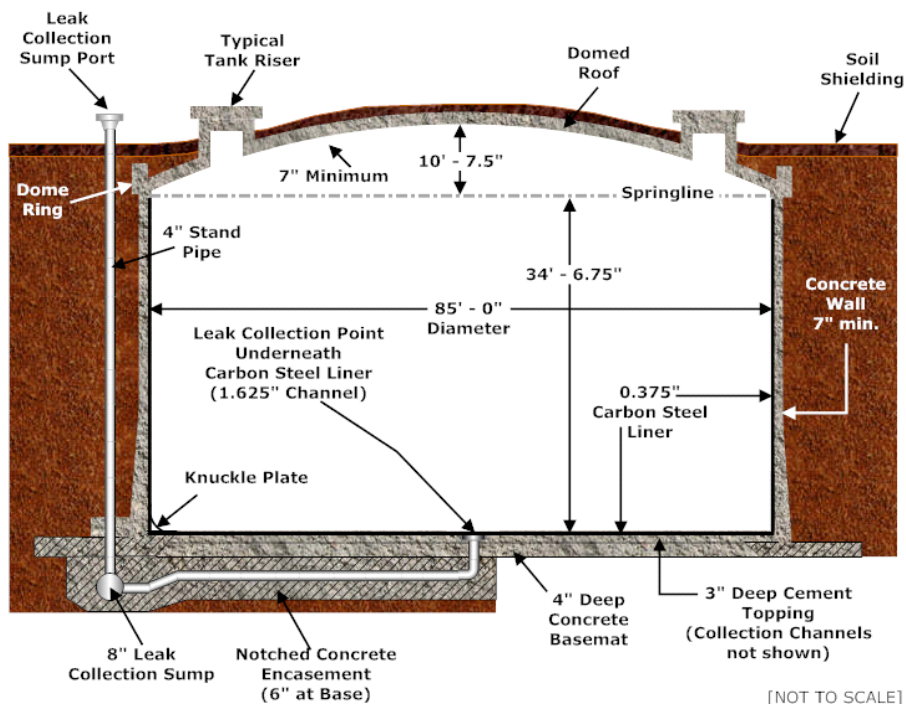 Leak
Collection
Sump Port
Typical
Tank Riser
Domed
Roof
Soil
Shielding
10' - 7.5"
7" Minimum
Dome
Ring
Springline
4" Stand
Pipe
34' - 6.75"
Concrete
Wall
7" min.
85' - 0"
Diameter
Leak Collection Point
Underneath
Carbon Steel Liner
(1.625" Channel)
0.375"
Carbon Steel
Liner
Knuckle Plate
8" Leak
Collection Sump
Notched Concrete
Encasement
(6" at Base)
4" Deep
Concrete
Basemat
3" Deep Cement
Topping
(Collection Channels
not shown)
[NOT TO SCALE]